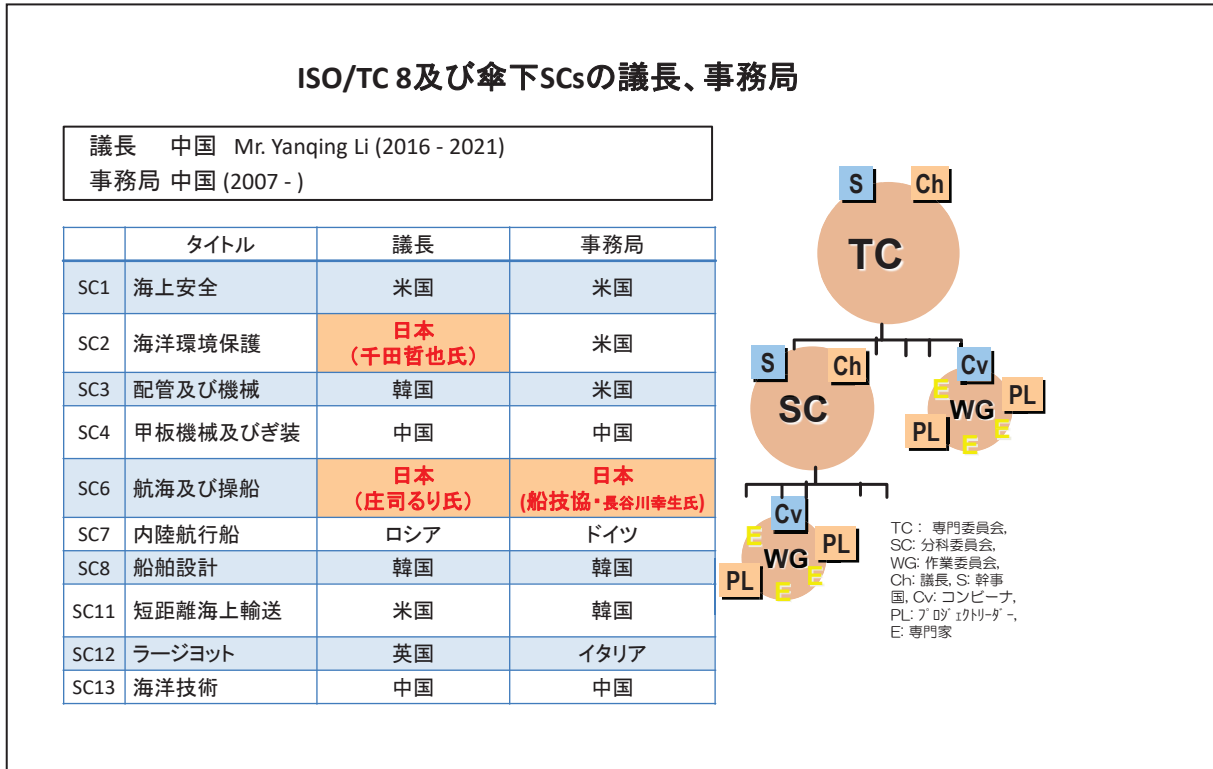 ISO/TC 8及び傘下SCsの議長、事務局
議長 中国 Mr. Yanqing Li (2016 - 2021)
事務局 中国 (2007 - )
タイトル 議長 事務局
SC1 海上安全 米国 米国
SC2 海洋環境保護 日本 (千田哲也氏) 米国
SC3 配管及び機械 韓国 米国
SC4 甲板機械及びぎ装 中国 中国
SC6 航海及び操船 日本 (庄司るり氏) 日本 (船技協・長谷川幸生氏)
SC7 内陸航行船 ロシア ドイツ
SC8 船舶設計 韓国 韓国
SC11 短距離海上輸送 米国 韓国
SC12 ラージヨット 英国 イタリア
SC13 海洋技術 中国 中国
S Ch
TC
S Ch
SC
Cv
E PL
WG
PL E
E
Cv
E PL
WG
PL E
E
TC : 専門委員会,
SC: 分科委員会,
WG: 作業委員会,
Ch: 議長, S: 幹事
国, Cv: コンビーナ,
PL: プロジェクトリーダー,
E: 専門家